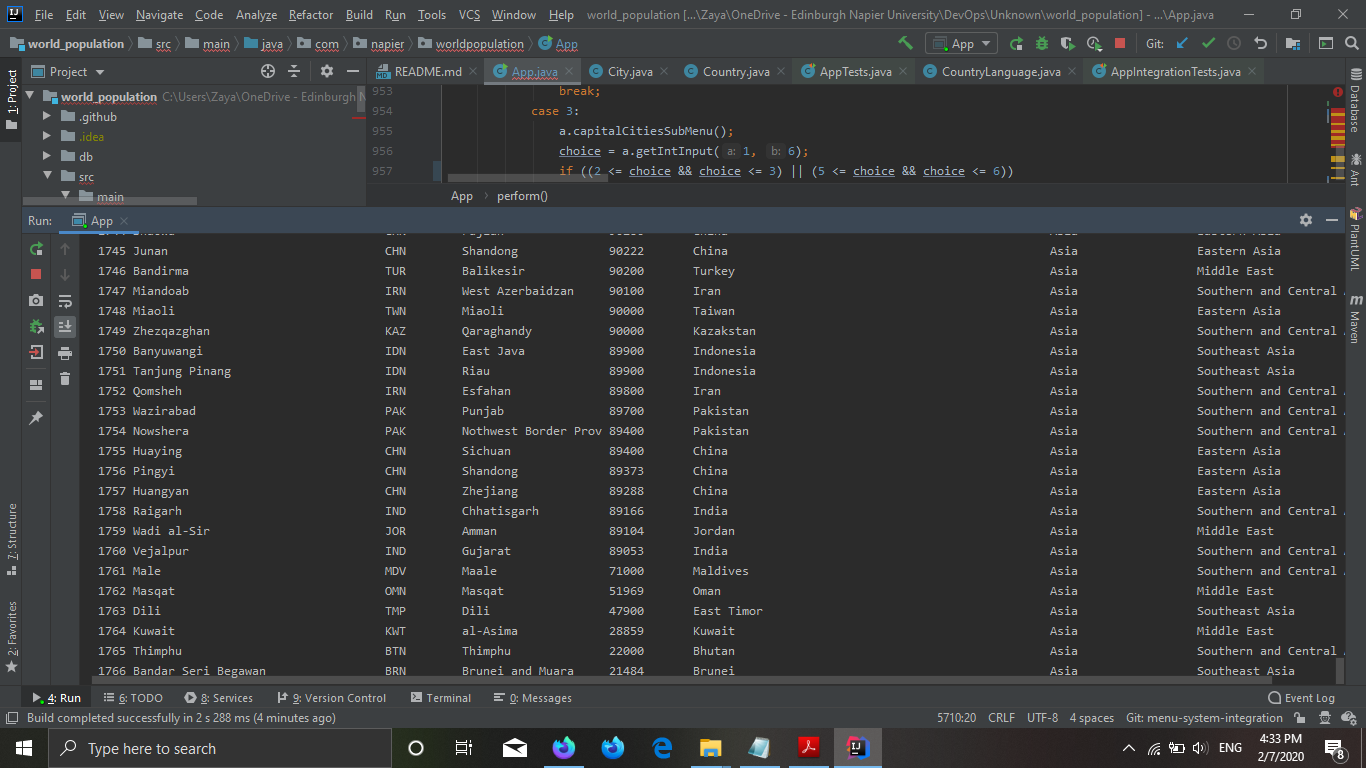 File Edit View Navigate Code Analyze Refactor Build Run Tools VCS Window Help world_population [...\Zaya\OneDrive - Edinburgh Napier University\DevOps\Unknown\world_population] - ...\App.java
world_population src main java com napier worldpopulation App App Git:
Project README.md App.java City.java Country.java AppTests.java CountryLanguage.java AppIntegrationTests.java
1: Project
world_population C:\Users\Zaya\OneDrive - Edinburgh N
.github
.idea
db
src
main
953 break;
954 case 3:
955 a.capitalCitiesSubMenu();
956 choice = a.getIntInput( a: 1, b: 6);
957 if ((2 <= choice && choice <= 3) || (5 <= choice && choice <= 6))
App perform()
Database
Ant
PlantUML
Maven
Run: App
1745 Junan CHN Shandong 90222 China Asia Eastern Asia
1746 Bandirma TUR Balikesir 90200 Turkey Asia Middle East
1747 Miandoab IRN West Azerbaidzan 90100 Iran Asia Southern and Central
1748 Miaoli TWN Miaoli 90000 Taiwan Asia Eastern Asia
1749 Zhezqazghan KAZ Qaraghandy 90000 Kazakstan Asia Southern and Central
1750 Banyuwangi IDN East Java 89900 Indonesia Asia Southeast Asia
1751 Tanjung Pinang IDN Riau 89900 Indonesia Asia Southeast Asia
1752 Qomsheh IRN Esfahan 89800 Iran Asia Southern and Central
1753 Wazirabad PAK Punjab 89700 Pakistan Asia Southern and Central
1754 Nowshera PAK Nothwest Border Prov 89400 Pakistan Asia Southern and Central
1755 Huaying CHN Sichuan 89400 China Asia Eastern Asia
1756 Pingyi CHN Shandong 89373 China Asia Eastern Asia
1757 Huangyan CHN Zhejiang 89288 China Asia Eastern Asia
1758 Raigarh IND Chhatisgarh 89166 India Asia Southern and Central
1759 Wadi al-Sir JOR Amman 89104 Jordan Asia Middle East
1760 Vejalpur IND Gujarat 89053 India Asia Southern and Central
1761 Male MDV Maale 71000 Maldives Asia Southern and Central
1762 Masqat OMN Masqat 51969 Oman Asia Middle East
1763 Dili TMP Dili 47900 East Timor Asia Southeast Asia
1764 Kuwait KWT al-Asima 28859 Kuwait Asia Middle East
1765 Thimphu BTN Thimphu 22000 Bhutan Asia Southern and Central
1766 Bandar Seri Begawan BRN Brunei and Muara 21484 Brunei Asia Southeast Asia
7: Structure
2: Favorites
4: Run 6: TODO 8: Services 9: Version Control Terminal 0: Messages Event Log
Build completed successfully in 2 s 288 ms (4 minutes ago) 5710:20 CRLF UTF-8 4 spaces Git: menu-system-integration
Type here to search ENG 4:33 PM
2/7/2020 8